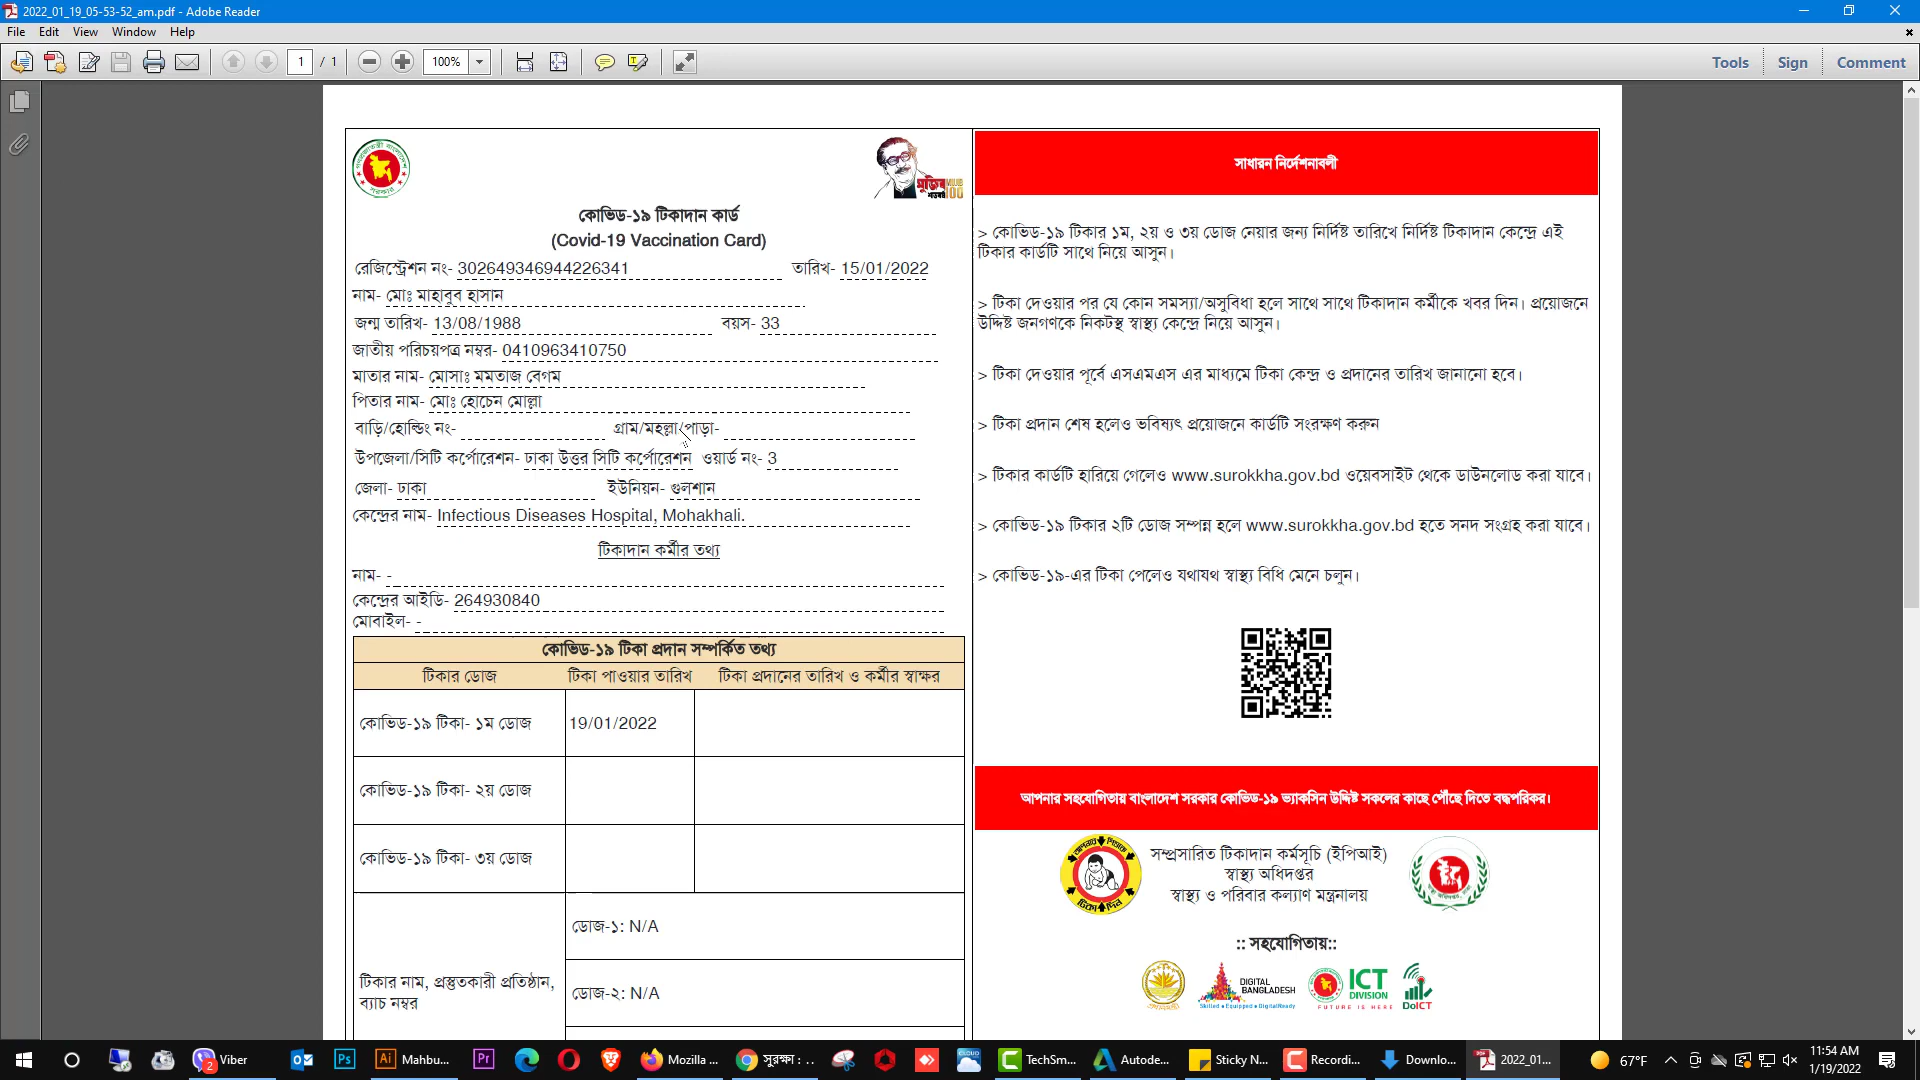 2022_01_19_05-53-52_am.pdf - Adobe Reader
File Edit View Window Help
1 / 1 100% Tools Sign Comment
মুজিব শতবর্ষ 100
কোভিড-১৯ টিকাদান কার্ড
(Covid-19 Vaccination Card)
রেজিস্ট্রেশন নং- 302649346944226341 তারিখ- 15/01/2022
নাম- মোঃ মাহাবুব হাসান
জন্ম তারিখ- 13/08/1988 বয়স- 33
জাতীয় পরিচয়পত্র নম্বর- 0410963410750
মাতার নাম- মোসাঃ মমতাজ বেগম
পিতার নাম- মোঃ হোচেন মোল্লা
বাড়ি/হোল্ডিং নং- গ্রাম/মহল্লা/পাড়া-
উপজেলা/সিটি কর্পোরেশন- ঢাকা উত্তর সিটি কর্পোরেশন ওয়ার্ড নং- 3
জেলা- ঢাকা ইউনিয়ন- গুলশান
কেন্দ্রের নাম- Infectious Diseases Hospital, Mohakhali.
টিকাদান কর্মীর তথ্য
নাম- -
কেন্দ্রের আইডি- 264930840
মোবাইল- -
কোভিড-১৯ টিকা প্রদান সম্পর্কিত তথ্য
টিকার ডোজ টিকা পাওয়ার তারিখ টিকা প্রদানের তারিখ ও কর্মীর স্বাক্ষর
কোভিড-১৯ টিকা- ১ম ডোজ 19/01/2022
কোভিড-১৯ টিকা- ২য় ডোজ
কোভিড-১৯ টিকা- ৩য় ডোজ
টিকার নাম, প্রস্তুতকারী প্রতিষ্ঠান,
ব্যাচ নম্বর
ডোজ-১: N/A
ডোজ-২: N/A
সাধারন নির্দেশনাবলী
> কোভিড-১৯ টিকার ১ম, ২য় ও ৩য় ডোজ নেয়ার জন্য নির্দিষ্ট তারিখে নির্দিষ্ট টিকাদান কেন্দ্রে এই
টিকার কার্ডটি সাথে নিয়ে আসুন।
> টিকা দেওয়ার পর যে কোন সমস্যা/অসুবিধা হলে সাথে সাথে টিকাদান কর্মীকে খবর দিন। প্রয়োজনে
উদ্দিষ্ট জনগণকে নিকটস্থ স্বাস্থ্য কেন্দ্রে নিয়ে আসুন।
> টিকা দেওয়ার পূর্বে এসএমএস এর মাধ্যমে টিকা কেন্দ্র ও প্রদানের তারিখ জানানো হবে।
> টিকা প্রদান শেষ হলেও ভবিষ্যৎ প্রয়োজনে কার্ডটি সংরক্ষণ করুন
> টিকার কার্ডটি হারিয়ে গেলেও www.surokkha.gov.bd ওয়েবসাইট থেকে ডাউনলোড করা যাবে।
> কোভিড-১৯ টিকার ২টি ডোজ সম্পন্ন হলে www.surokkha.gov.bd হতে সনদ সংগ্রহ করা যাবে।
> কোভিড-১৯-এর টিকা পেলেও যথাযথ স্বাস্থ্য বিধি মেনে চলুন।
আপনার সহযোগিতায় বাংলাদেশ সরকার কোভিড-১৯ ভ্যাকসিন উদ্দিষ্ট সকলের কাছে পৌঁছে দিতে বদ্ধপরিকর।
সম্প্রসারিত টিকাদান কর্মসূচি (ইপিআই)
স্বাস্থ্য অধিদপ্তর
স্বাস্থ্য ও পরিবার কল্যাণ মন্ত্রনালয়
:: সহযোগিতায়::
DIGITAL BANGLADESH
Skilled Equipped DigitalReady
ICT DIVISION
FUTURE IS HERE
DoICT
Viber Mahbu... Mozilla ... সুরক্ষা : .. TechSm... Autode... Sticky N... Recordi... Downlo... 2022_01... 67°F 11:54 AM
1/19/2022